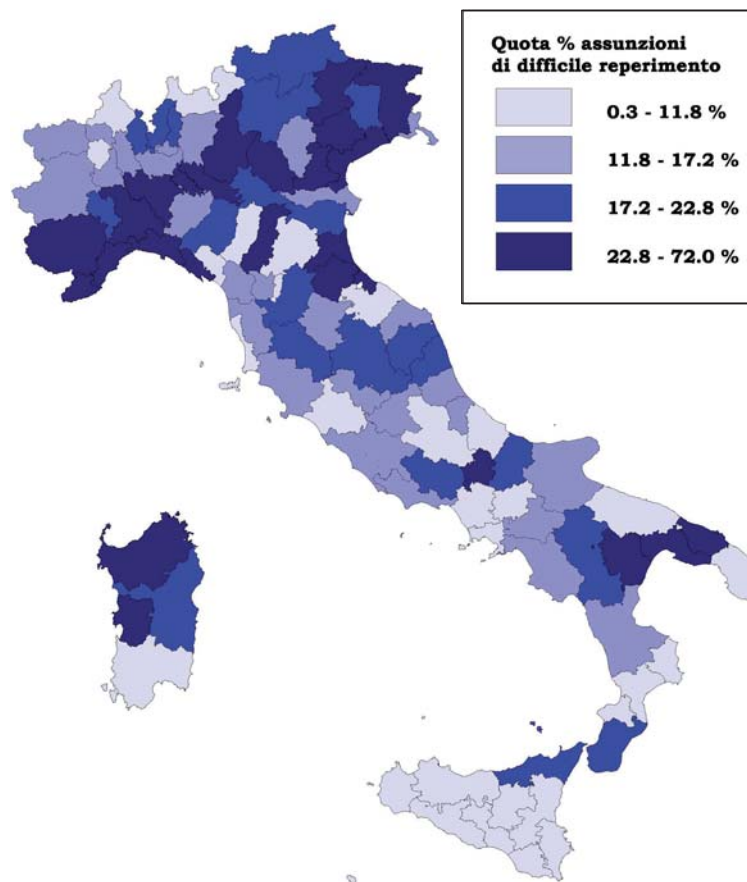 Quota % assunzioni
di difficile reperimento
0.3 - 11.8 %
11.8 - 17.2 %
17.2 - 22.8 %
22.8 - 72.0 %